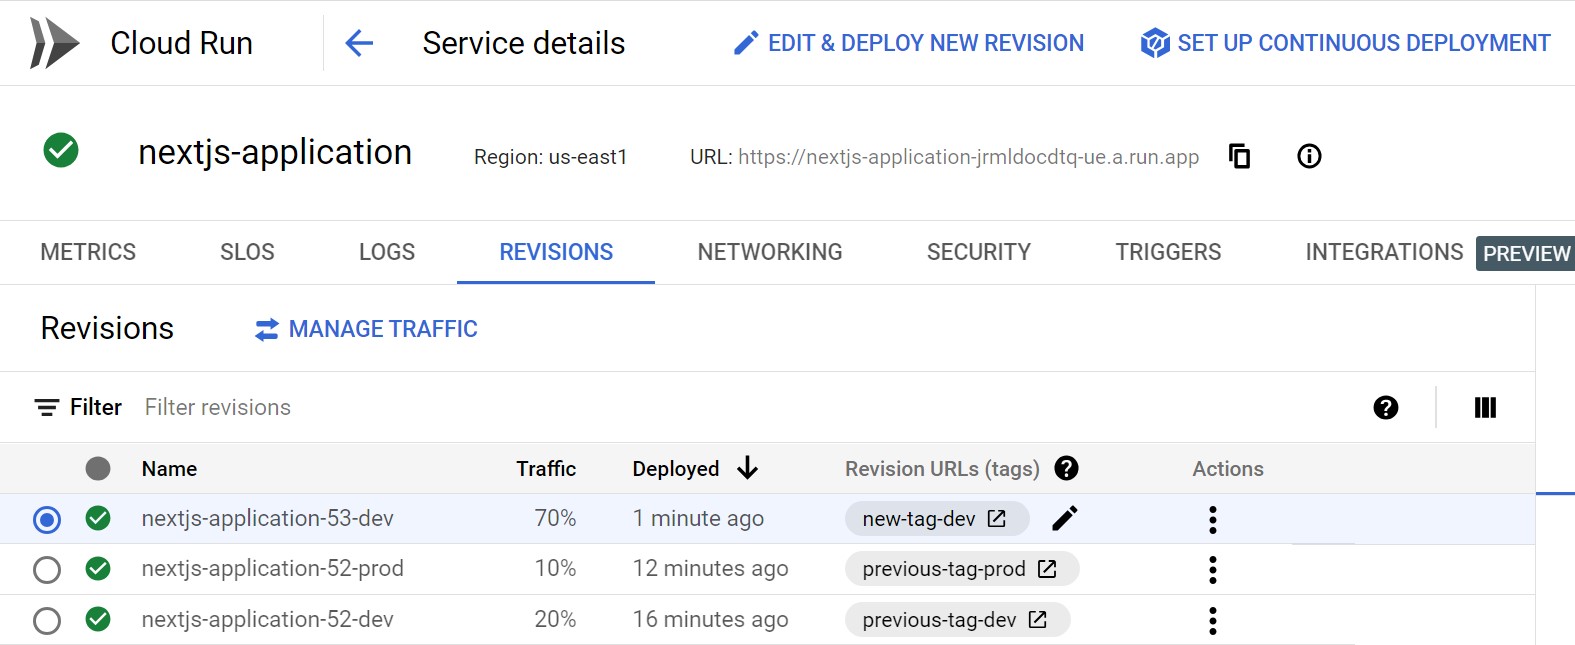 Cloud Run Service details EDIT & DEPLOY NEW REVISION SET UP CONTINUOUS DEPLOYMENT
nextjs-application Region: us-east1 URL: https://nextjs-application-jrmldocdtq-ue.a.run.app
METRICS SLOS LOGS REVISIONS NETWORKING SECURITY TRIGGERS INTEGRATIONS PREVIEW
Revisions MANAGE TRAFFIC
Filter Filter revisions
Name Traffic Deployed Revision URLs (tags) Actions
nextjs-application-53-dev 70% 1 minute ago new-tag-dev
nextjs-application-52-prod 10% 12 minutes ago previous-tag-prod
nextjs-application-52-dev 20% 16 minutes ago previous-tag-dev